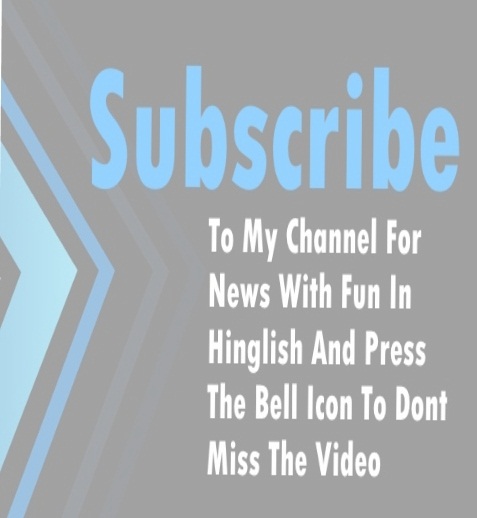 Subscribe
To My Channel For
News With Fun In
Hinglish And Press
The Bell Icon To Dont
Miss The Video